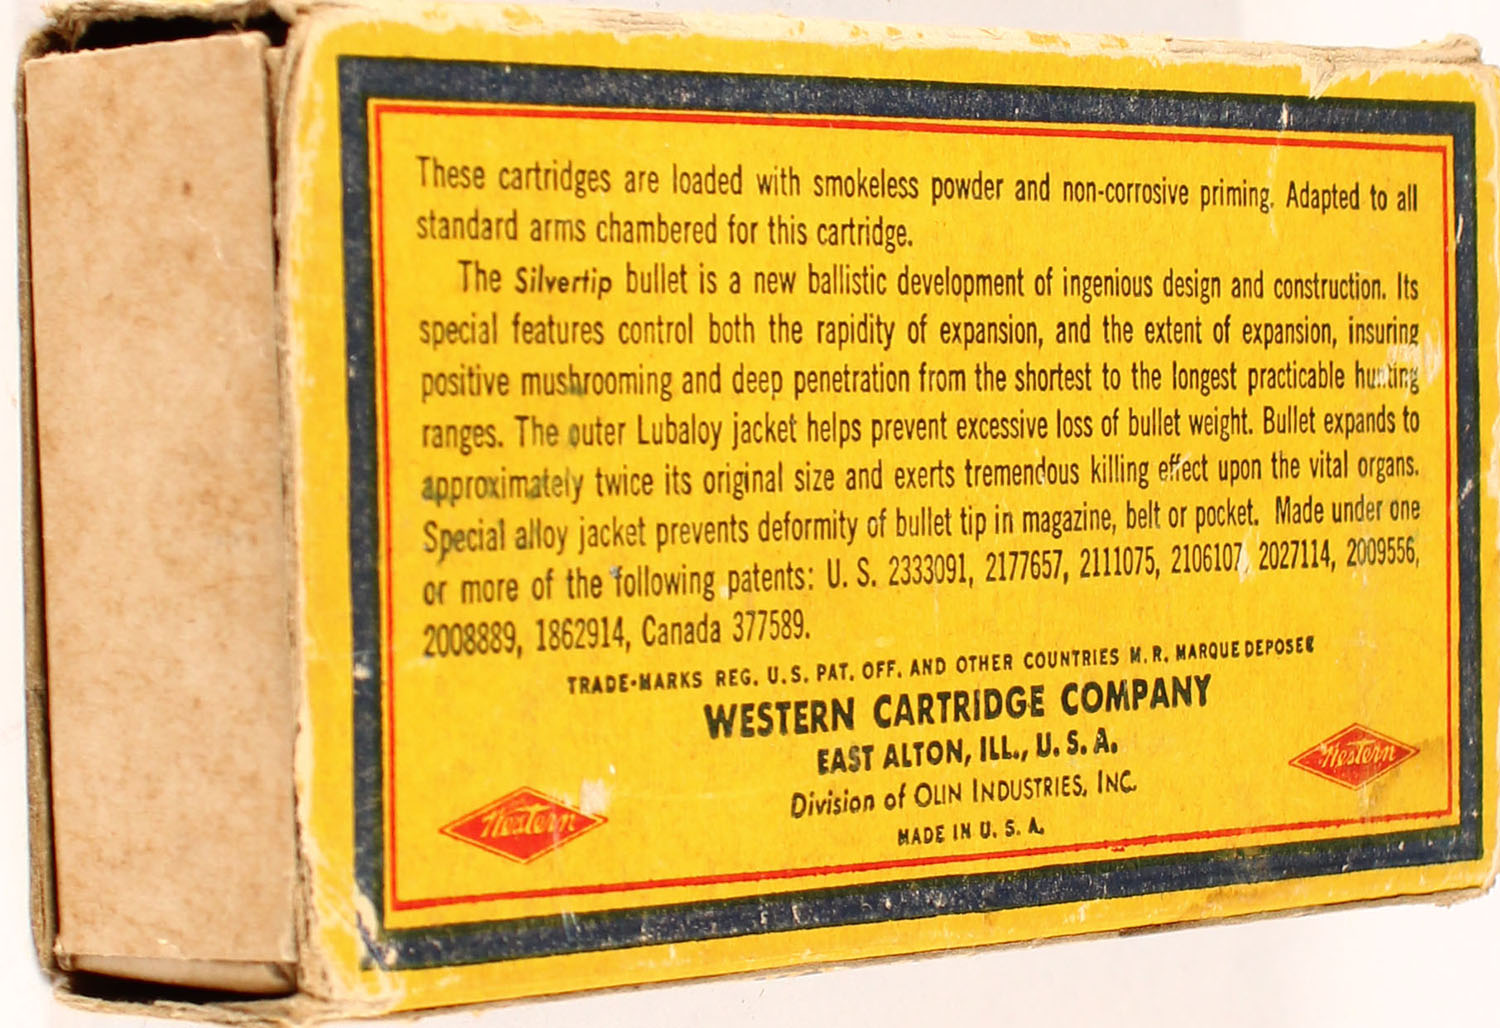 These cartridges are loaded with smokeless powder and non-corrosive priming. Adapted to all
standard arms chambered for this cartridge.
The Silvertip bullet is a new ballistic development of ingenious design and construction. Its
special features control both the rapidity of expansion, and the extent of expansion, insuring
positive mushrooming and deep penetration from the shortest to the longest practicable hunting
ranges. The outer Lubaloy jacket helps prevent excessive loss of bullet weight. Bullet expands to
approximately twice its original size and exerts tremendous killing effect upon the vital organs.
Special alloy jacket prevents deformity of bullet tip in magazine, belt or pocket. Made under one
or more of the following patents: U. S. 2333091, 2177657, 2111075, 2106107, 2027114, 2009556,
2008889, 1862914, Canada 377589.
TRADE-MARKS REG. U.S. PAT. OFF. AND OTHER COUNTRIES M.R. MARQUE DEPOSEE
WESTERN CARTRIDGE COMPANY
EAST ALTON, ILL., U. S. A.
Division of OLIN INDUSTRIES, INC.
MADE IN U. S. A.
Western
Western